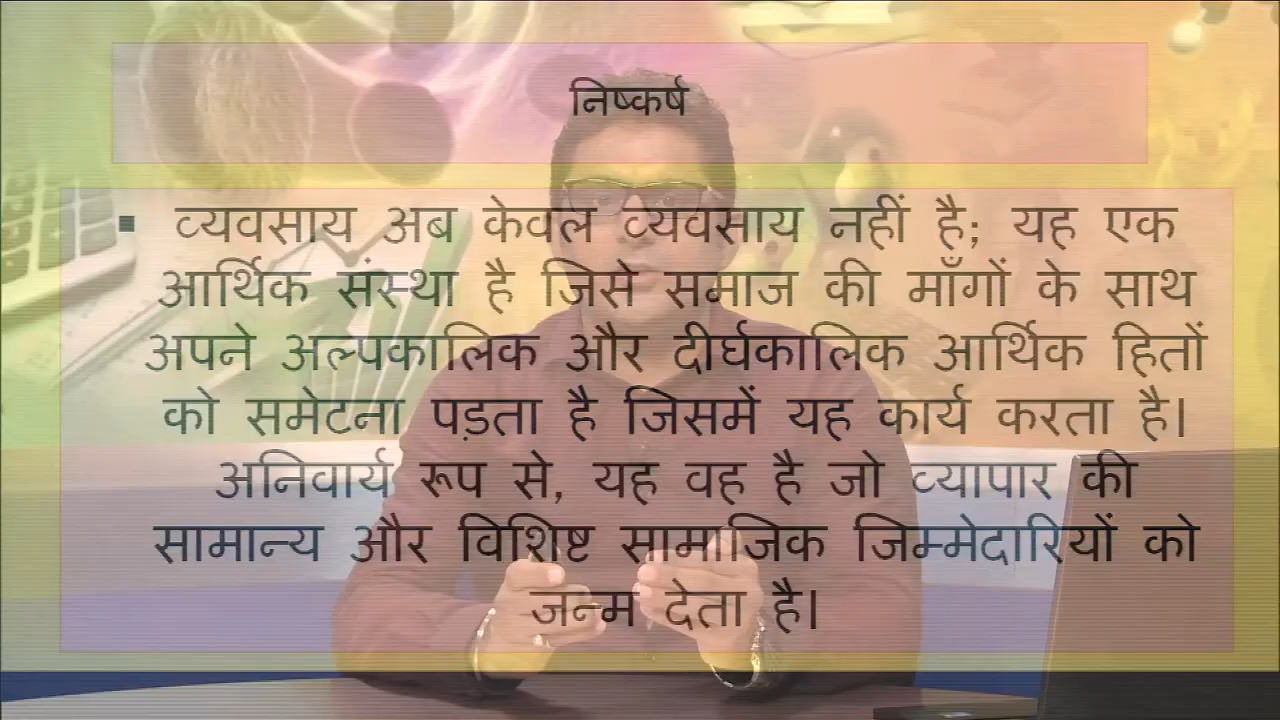 निष्कर्ष
▪ व्यवसाय अब केवल व्यवसाय नहीं है; यह एक
आर्थिक संस्था है जिसे समाज की माँगों के साथ
अपने अल्पकालिक और दीर्घकालिक आर्थिक हितों
को समेटना पड़ता है जिसमें यह कार्य करता है।
अनिवार्य रूप से, यह वह है जो व्यापार की
सामान्य और विशिष्ट सामाजिक जिम्मेदारियों को
जन्म देता है।